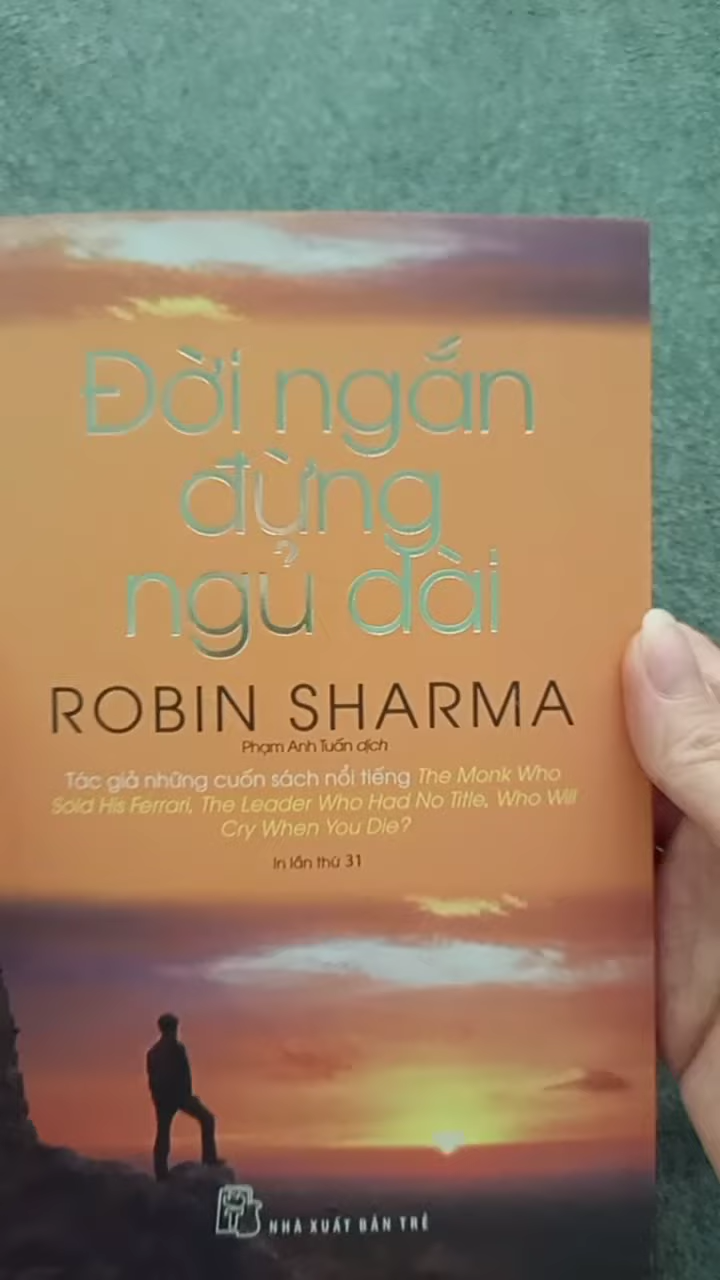 Đời ngắn
đừng
ngủ dài
ROBIN SHARMA
Phạm Anh Tuấn dịch
Tác giả những cuốn sách nổi tiếng The Monk Who
Sold His Ferrari, The Leader Who Had No Title, Who Will
Cry When You Die?
In lần thứ 31
NHÀ XUẤT BẢN TRẺ